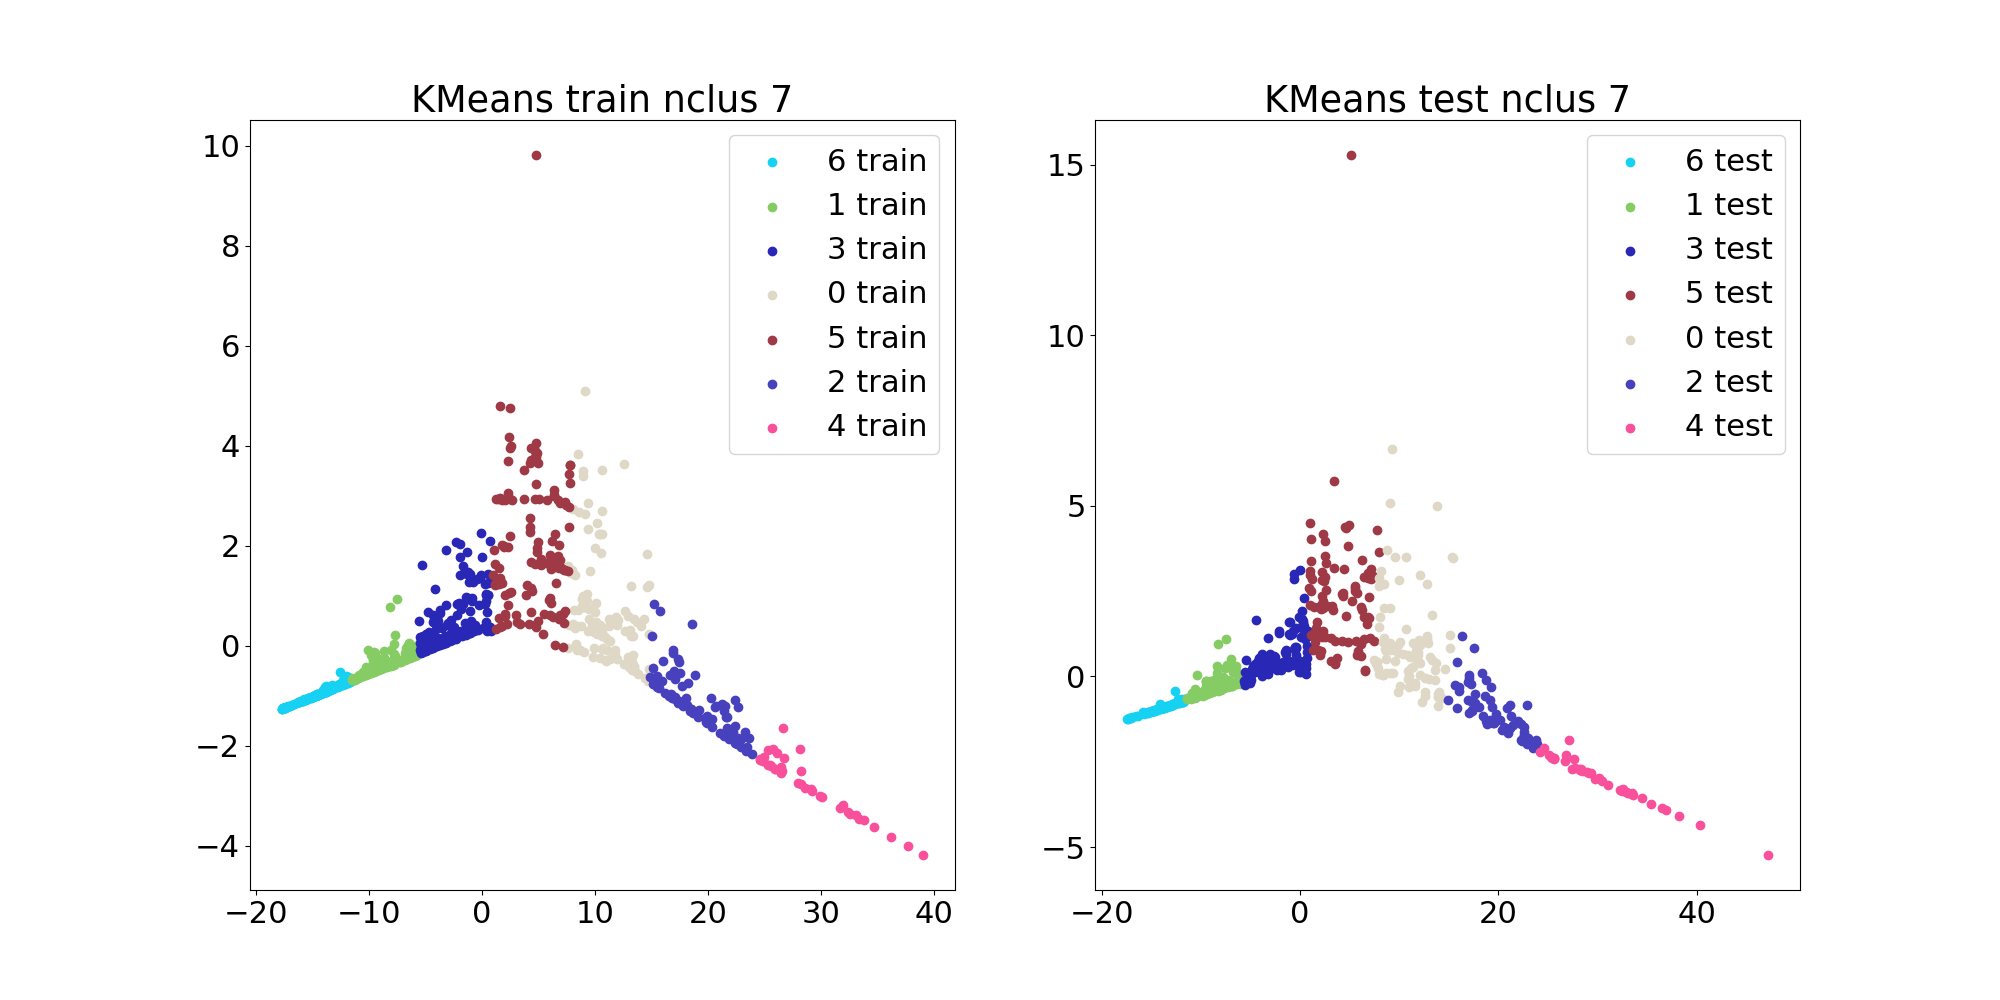 KMeans train nclus 7
10
8
6
4
2
0
−2
−4
−20 −10 0 10 20 30 40
6 train
1 train
3 train
0 train
5 train
2 train
4 train
KMeans test nclus 7
15
10
5
0
−5
−20 0 20 40
6 test
1 test
3 test
5 test
0 test
2 test
4 test